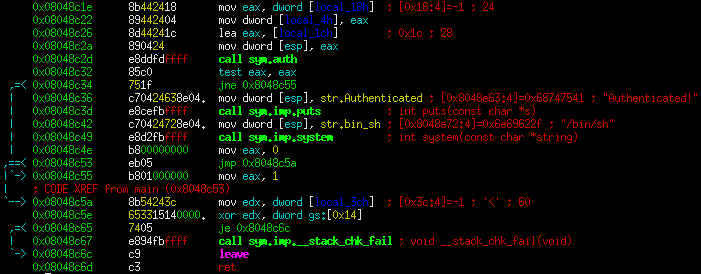 0x08048c1e 8b442418 mov eax, dword [local_18h] ; [0x18:4]=-1 ; 24
0x08048c22 89442404 mov dword [local_4h], eax
0x08048c26 8d44241c lea eax, [local_1ch] ; 0x1c ; 28
0x08048c2a 890424 mov dword [esp], eax
0x08048c2d e8ddfdffff call sym.auth
0x08048c32 85c0 test eax, eax
,=< 0x08048c34 751f jne 0x8048c55
| 0x08048c36 c70424638e04. mov dword [esp], str.Authenticated ; [0x8048e63:4]=0x68747541 ; "Authenticated!"
| 0x08048c3d e8cefbffff call sym.imp.puts ; int puts(const char *s)
| 0x08048c42 c70424728e04. mov dword [esp], str.bin_sh ; [0x8048e72:4]=0x6e69622f ; "/bin/sh"
| 0x08048c49 e8d2fbffff call sym.imp.system ; int system(const char *string)
| 0x08048c4e b800000000 mov eax, 0
,==< 0x08048c53 eb05 jmp 0x8048c5a
|`-> 0x08048c55 b801000000 mov eax, 1
| ; CODE XREF from main (0x8048c53)
`--> 0x08048c5a 8b54243c mov edx, dword [local_3ch] ; [0x3c:4]=-1 ; '<' ; 60
0x08048c5e 653315140000. xor edx, dword gs:[0x14]
,=< 0x08048c65 7405 je 0x8048c6c
| 0x08048c67 e894fbffff call sym.imp.__stack_chk_fail ; void __stack_chk_fail(void)
`-> 0x08048c6c c9 leave
0x08048c6d c3 ret